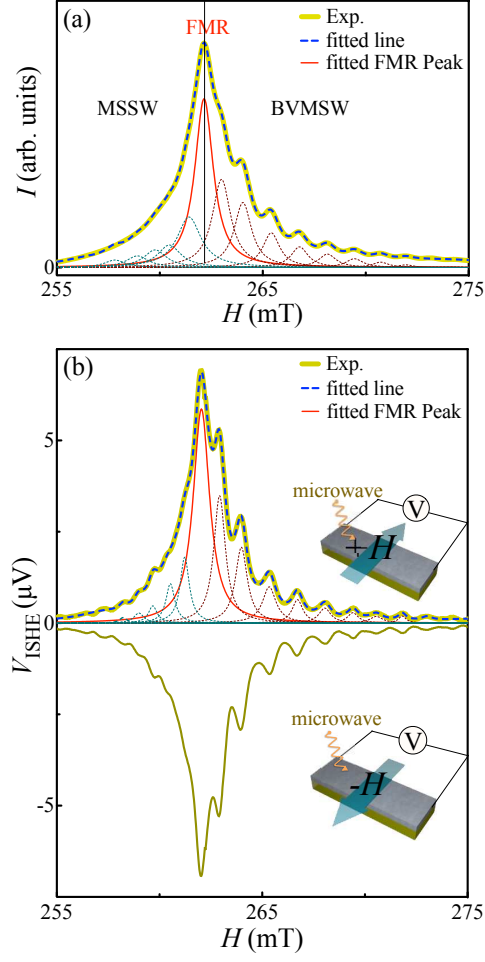 (a)
FMR
Exp.
fitted line
fitted FMR Peak
MSSW
BVMSW
I (arb. units)
0
255
265
275
H (mT)
(b)
Exp.
fitted line
fitted FMR Peak
5
microwave
V
+H
0
V_ISHE (μV)
microwave
V
-H
-5
255
265
275
H (mT)